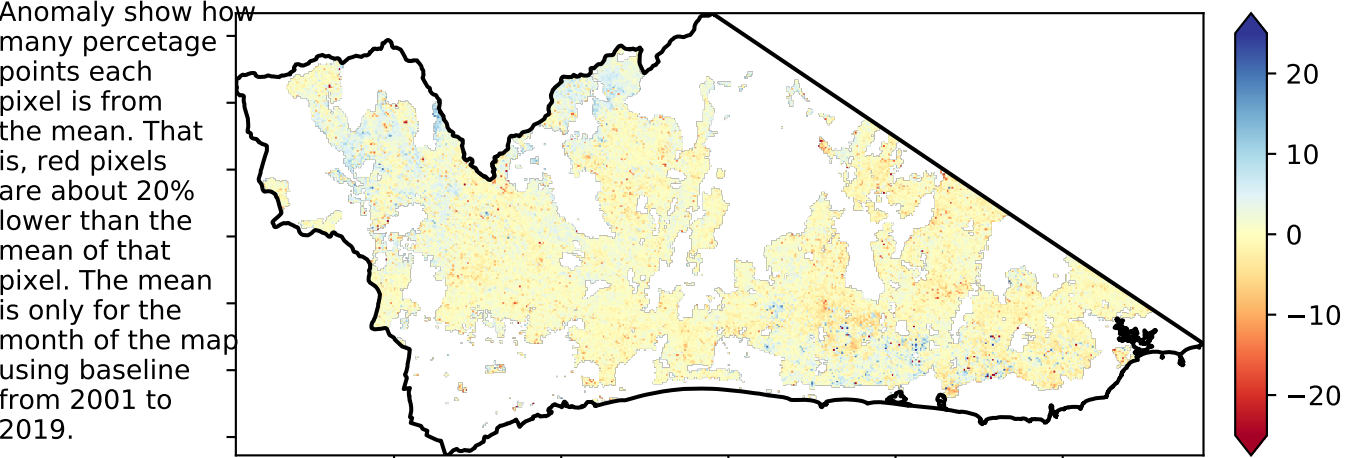 Anomaly show how
many percetage
points each
pixel is from
the mean. That
is, red pixels
are about 20%
lower than the
mean of that
pixel. The mean
is only for the
month of the map
using baseline
from 2001 to
2019.
20
10
0
−10
−20